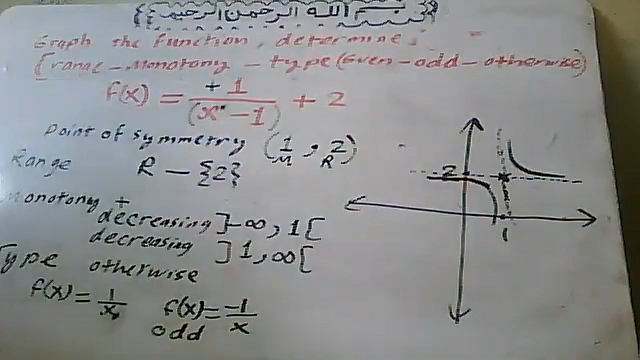 بسم الله الرحمن الرحيم
Graph the function, determine:
[range - monotony - type (Even - odd - otherwise)
f(x) = +1/(x - 1) + 2
Point of symmetry (1 , 2)
M R
Range R - {2}
monotony +
decreasing ]-∞, 1[
decreasing ]1, ∞[
Type otherwise
f(x) = 1/x f(x) = -1/x
odd
2
1